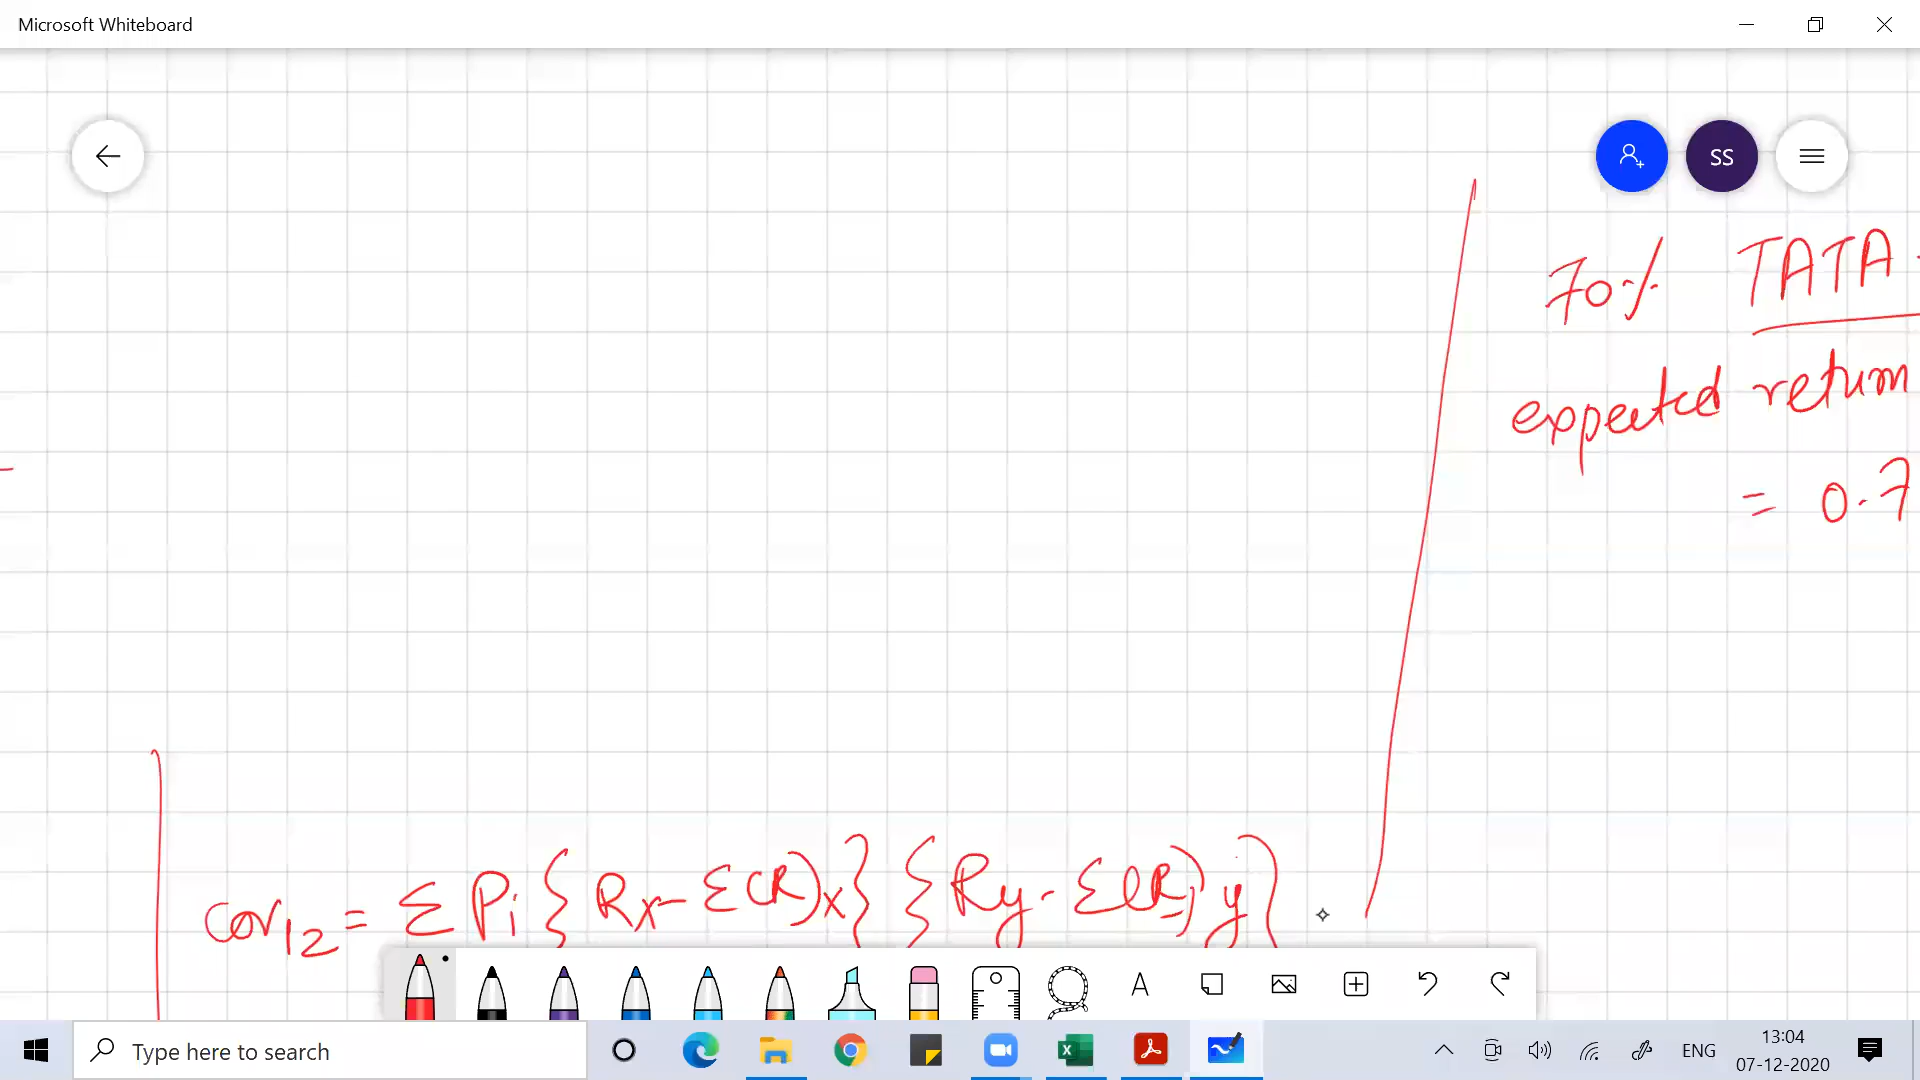 Microsoft Whiteboard
SS
70% TATA
expected return
= 0.7
Cov12 = Σ Pi { Rx - Σ(R)x } { Ry - Σ(R)y }
A
Type here to search
ENG
13:04
07-12-2020